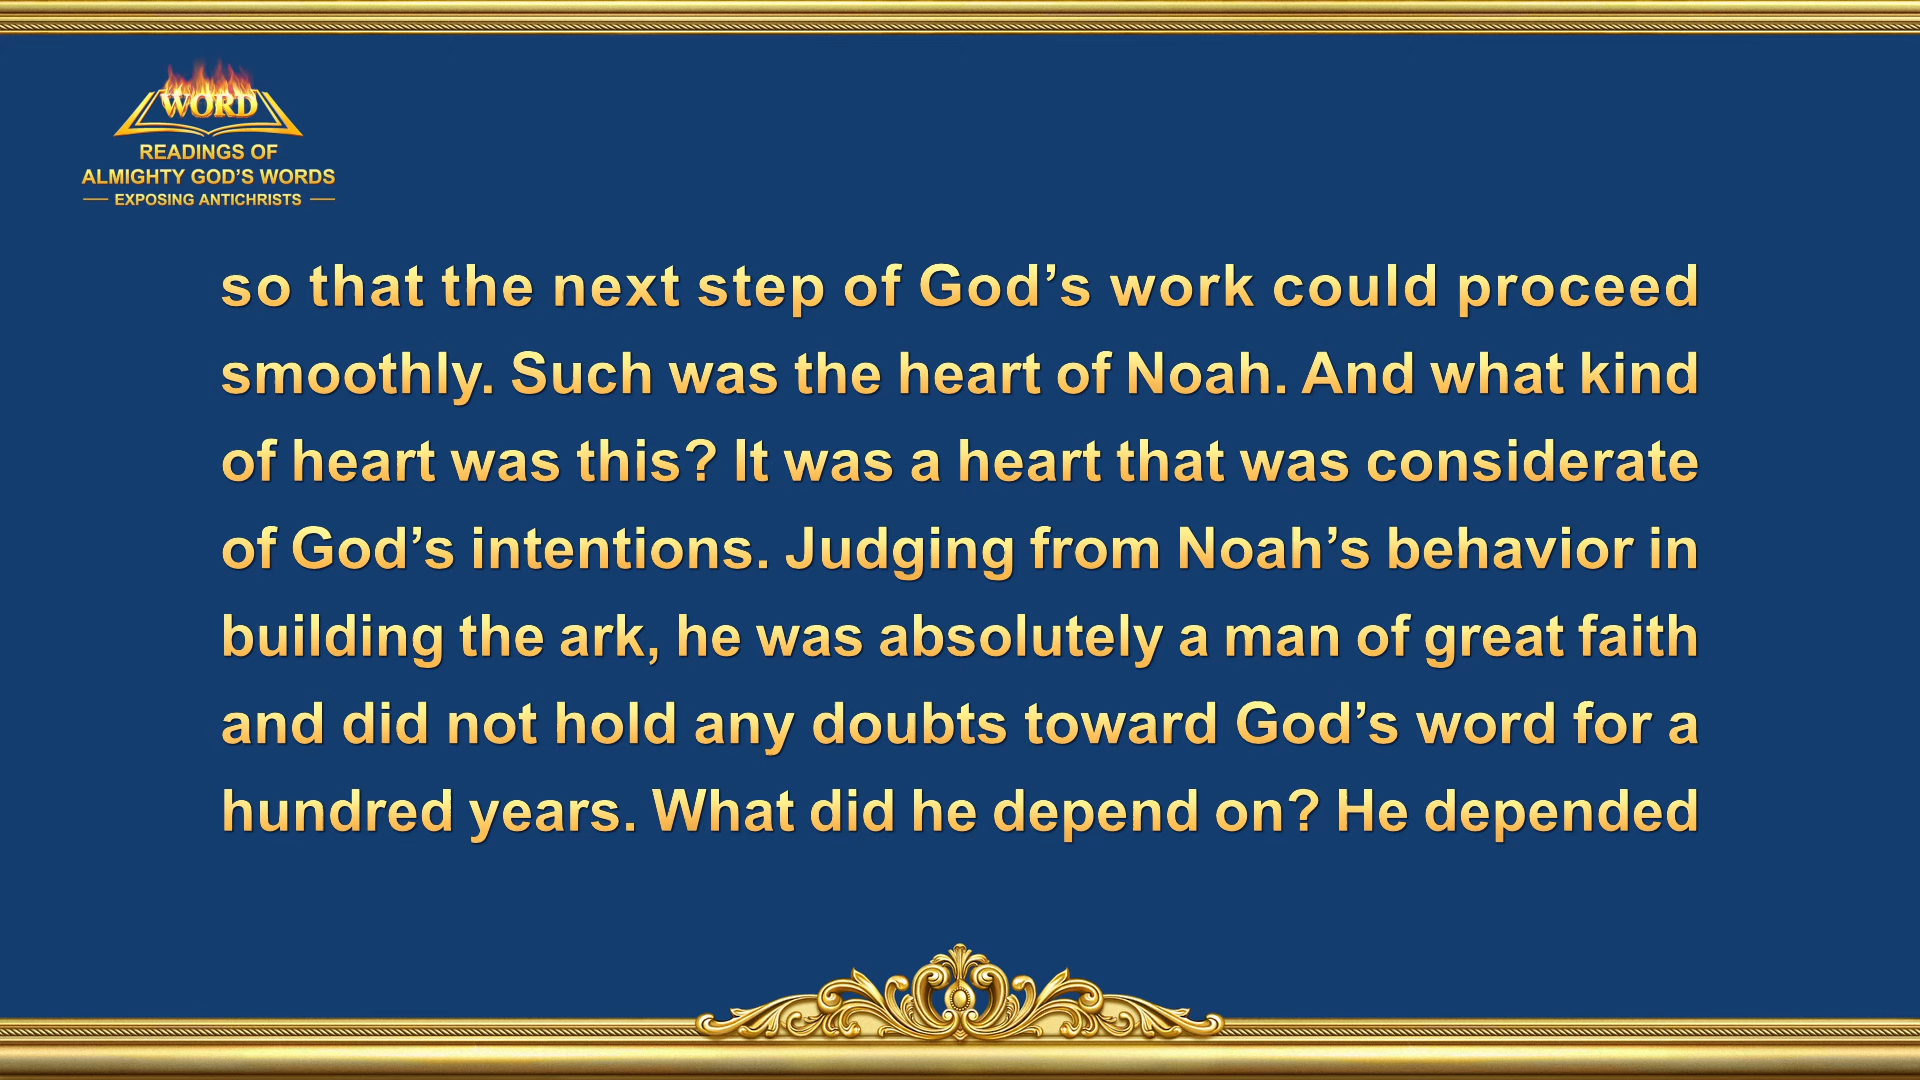 WORD
READINGS OF
ALMIGHTY GOD’S WORDS
EXPOSING ANTICHRISTS
so that the next step of God’s work could proceed
smoothly. Such was the heart of Noah. And what kind
of heart was this? It was a heart that was considerate
of God’s intentions. Judging from Noah’s behavior in
building the ark, he was absolutely a man of great faith
and did not hold any doubts toward God’s word for a
hundred years. What did he depend on? He depended